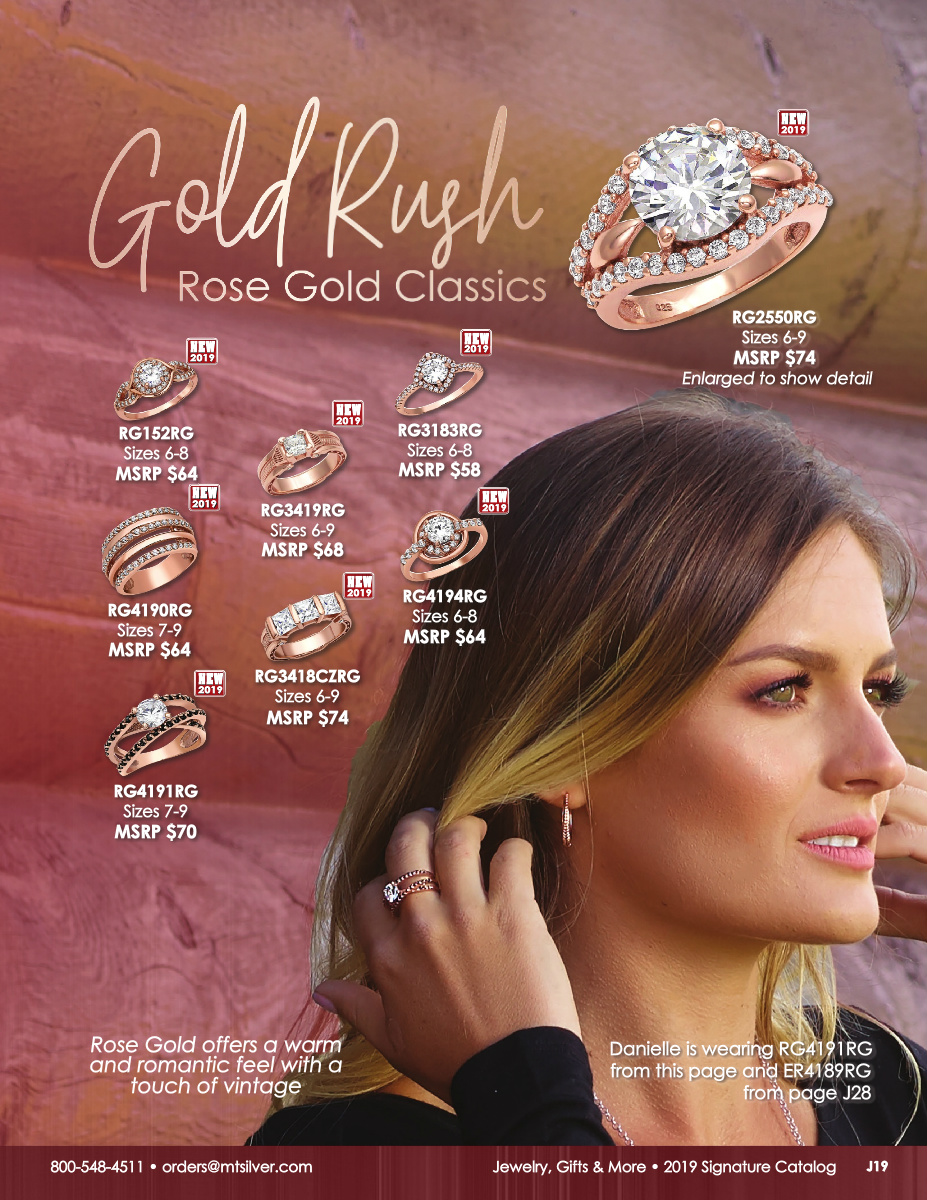 Gold Rush
Rose Gold Classics
NEW
2019
RG2550RG
Sizes 6-9
MSRP $74
Enlarged to show detail
NEW
2019
RG152RG
Sizes 6-8
MSRP $64
NEW
2019
RG3183RG
Sizes 6-8
MSRP $58
NEW
2019
RG3419RG
Sizes 6-9
MSRP $68
NEW
2019
RG4190RG
Sizes 7-9
MSRP $64
NEW
2019
RG4194RG
Sizes 6-8
MSRP $64
NEW
2019
RG3418CZRG
Sizes 6-9
MSRP $74
NEW
2019
RG4191RG
Sizes 7-9
MSRP $70
Rose Gold offers a warm
and romantic feel with a
touch of vintage
Danielle is wearing RG4191RG
from this page and ER4189RG
from page J28
800-548-4511 • orders@mtsilver.com
Jewelry, Gifts & More • 2019 Signature Catalog J19